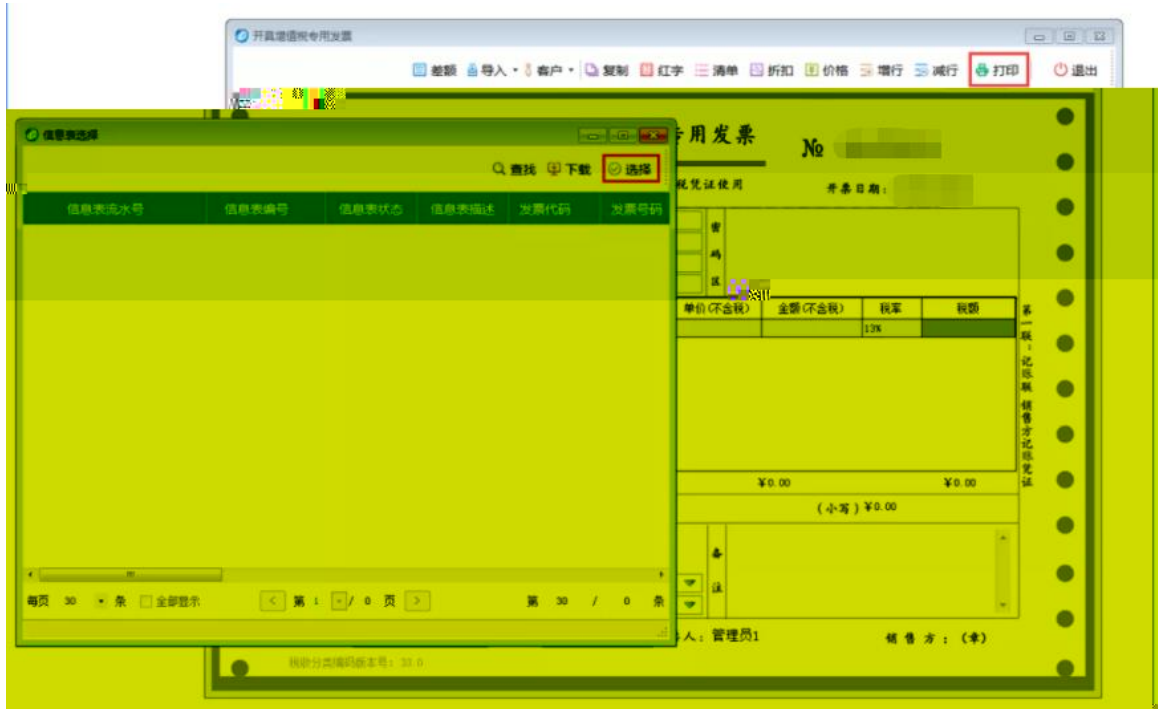 开具增值税专用发票
差额 导入 客户 复制 红字 清单 折扣 价格 增行 减行 打印 退出
专用发票
№
税凭证使用
开票日期:
信息表选择
查找 下载 选择
信息表流水号 信息表编号 信息表状态 信息表描述 发票代码 发票号码
密码区
单价(不含税) 金额(不含税) 税率 税额
13%
第一联:记账联 销售方记账凭证
¥0.00 ¥0.00
(小写)¥0.00
备注
每页 30 条 全部显示 第 1 / 0 页 第 30 / 0 条
人:管理员1 销售方:(章)
税收分类编码版本号:33.0